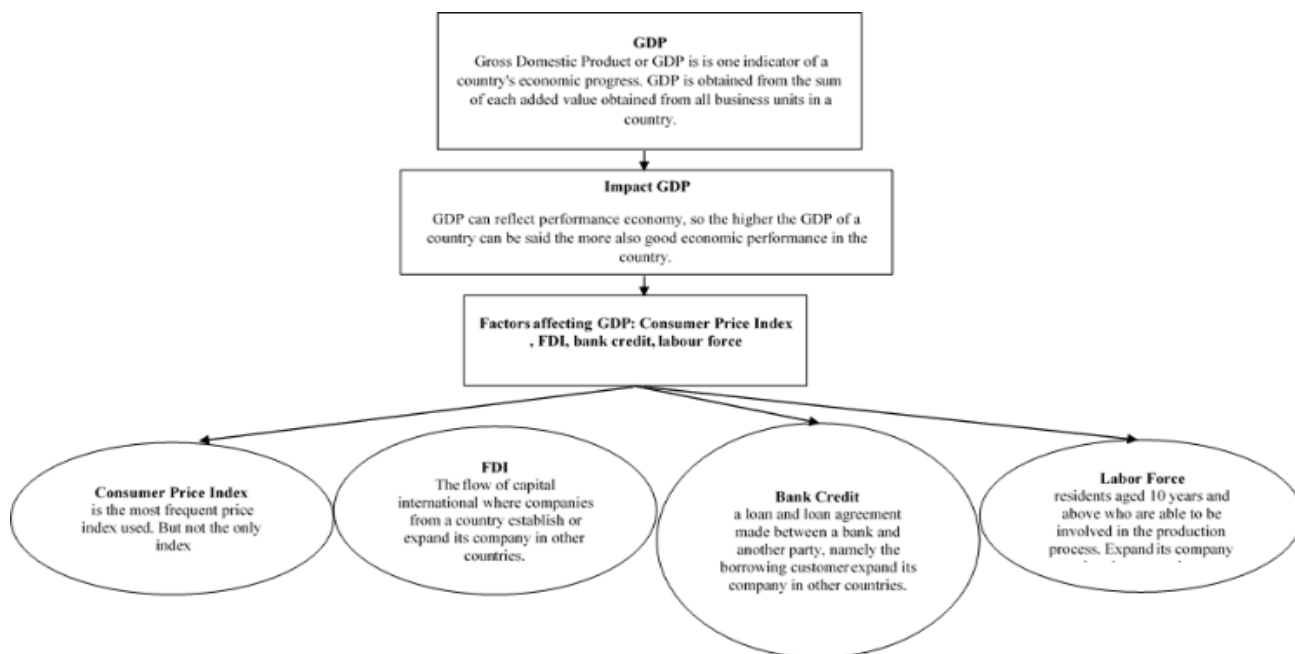 GDP
Gross Domestic Product or GDP is is one indicator of a
country's economic progress. GDP is obtained from the sum
of each added value obtained from all business units in a
country.
Impact GDP
GDP can reflect performance economy, so the higher the GDP of a
country can be said the more also good economic performance in the
country.
Factors affecting GDP: Consumer Price Index
, FDI, bank credit, labour force
Consumer Price Index
is the most frequent price
index used. But not the only
index
FDI
The flow of capital
international where companies
from a country establish or
expand its company in other
countries.
Bank Credit
a loan and loan agreement
made between a bank and
another party, namely the
borrowing customer expand its
company in other countries.
Labor Force
residents aged 10 years and
above who are able to be
involved in the production
process. Expand its company